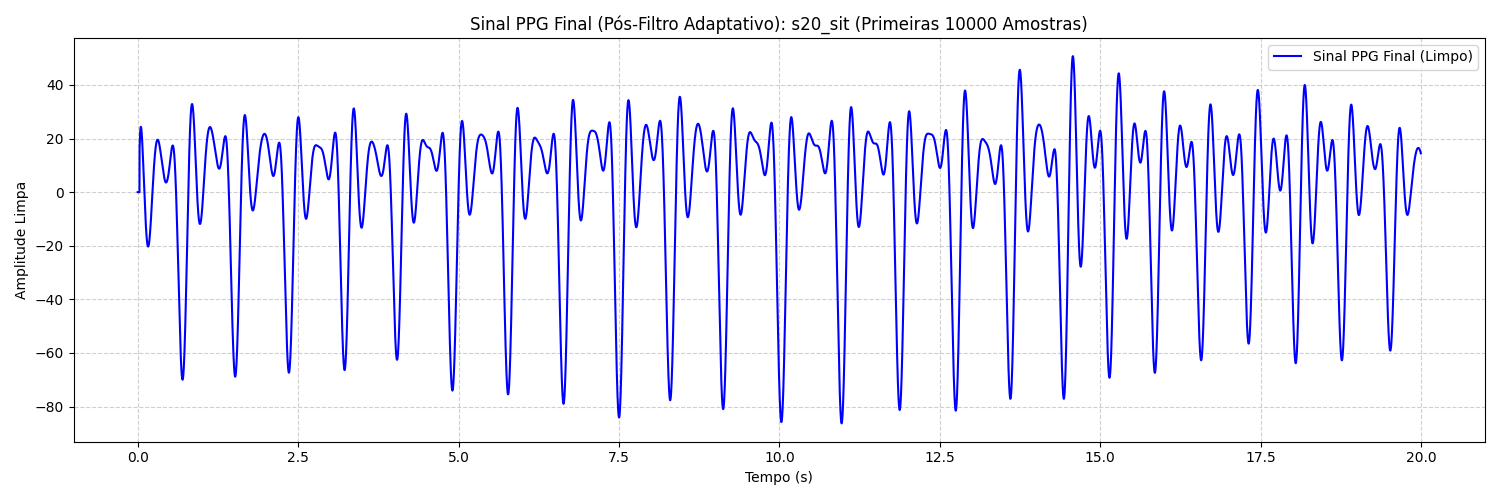 Sinal PPG Final (Pós-Filtro Adaptativo): s20_sit (Primeiras 10000 Amostras)
Sinal PPG Final (Limpo)
Amplitude Limpa
40
20
0
−20
−40
−60
−80
0.0 2.5 5.0 7.5 10.0 12.5 15.0 17.5 20.0
Tempo (s)